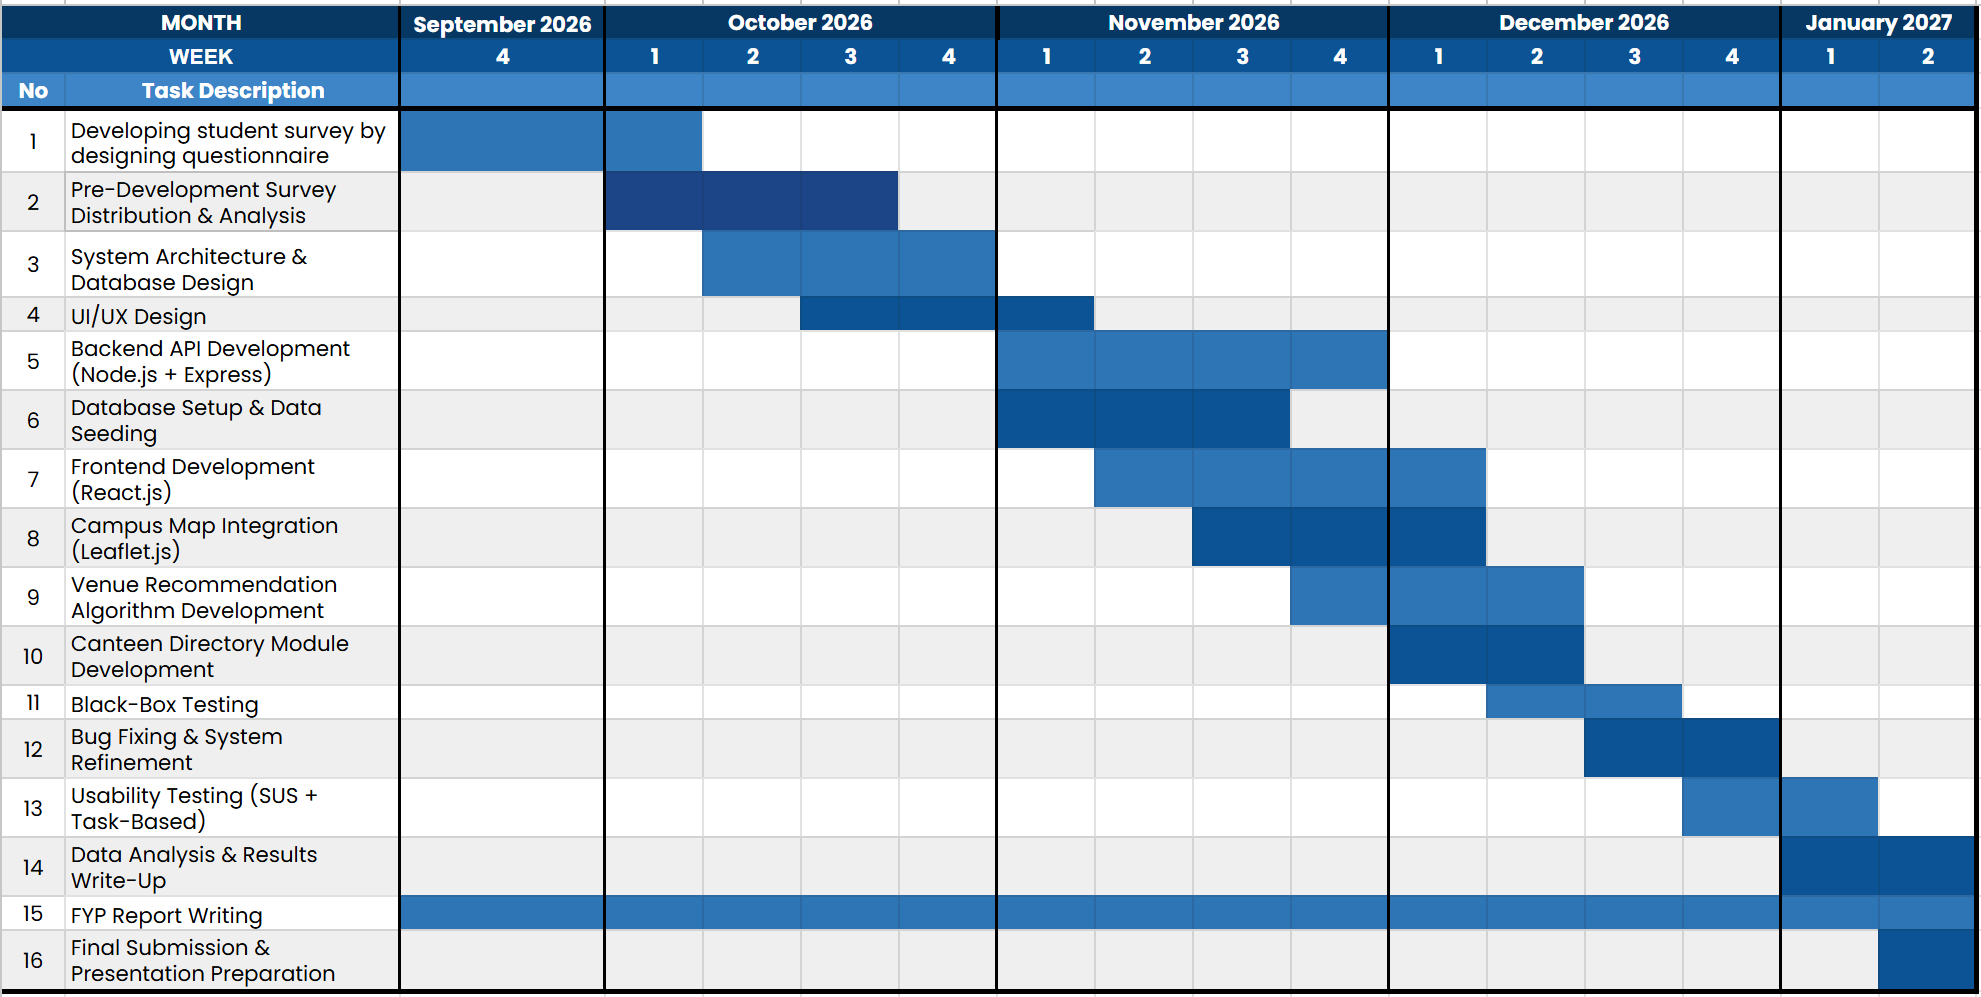 MONTH September 2026 October 2026 November 2026 December 2026 January 2027
WEEK 4 1 2 3 4 1 2 3 4 1 2 3 4 1 2
No Task Description
1 Developing student survey by
designing questionnaire
2 Pre-Development Survey
Distribution & Analysis
3 System Architecture &
Database Design
4 UI/UX Design
5 Backend API Development
(Node.js + Express)
6 Database Setup & Data
Seeding
7 Frontend Development
(React.js)
8 Campus Map Integration
(Leaflet.js)
9 Venue Recommendation
Algorithm Development
10 Canteen Directory Module
Development
11 Black-Box Testing
12 Bug Fixing & System
Refinement
13 Usability Testing (SUS +
Task-Based)
14 Data Analysis & Results
Write-Up
15 FYP Report Writing
16 Final Submission &
Presentation Preparation